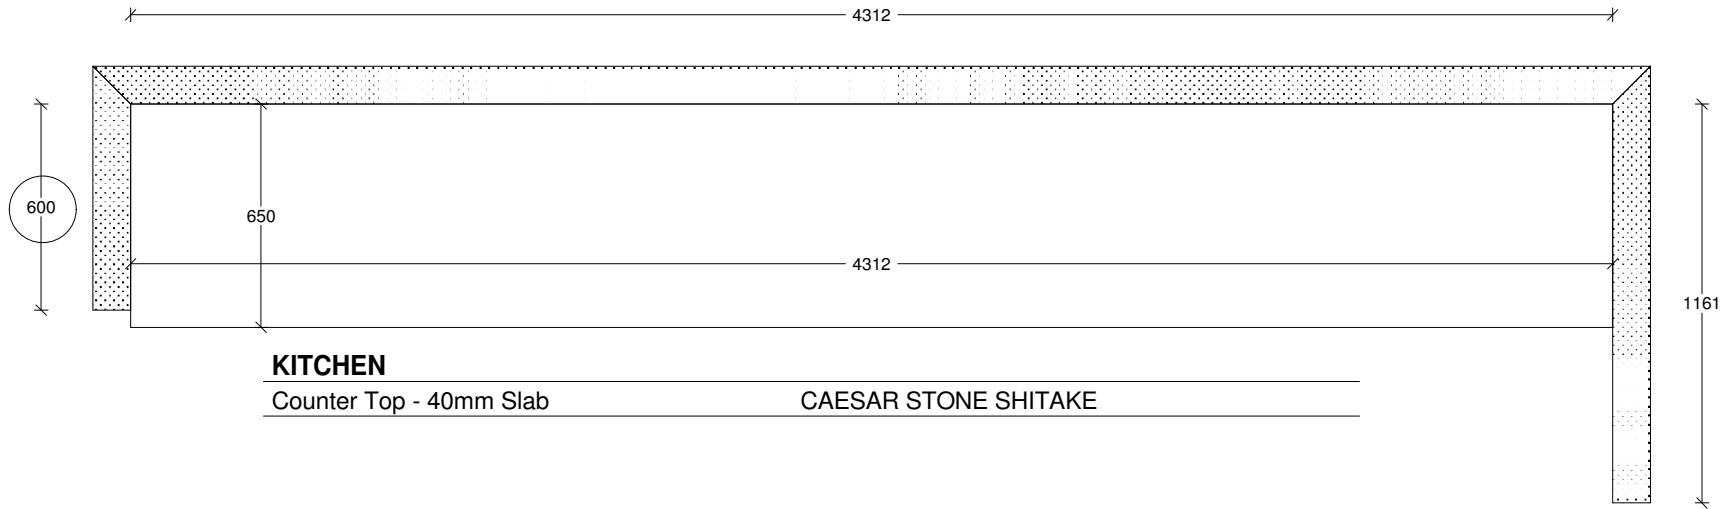 4312
600
650
4312
1161
KITCHEN
Counter Top - 40mm Slab CAESAR STONE SHITAKE